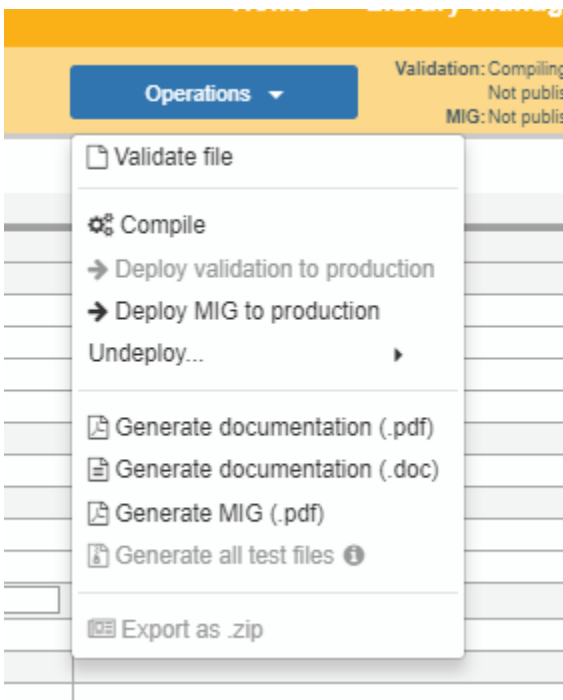 Operations
Validation: Compiling
Not publis
MIG: Not publis
Validate file
Compile
Deploy validation to production
Deploy MIG to production
Undeploy...
Generate documentation (.pdf)
Generate documentation (.doc)
Generate MIG (.pdf)
Generate all test files
Export as .zip